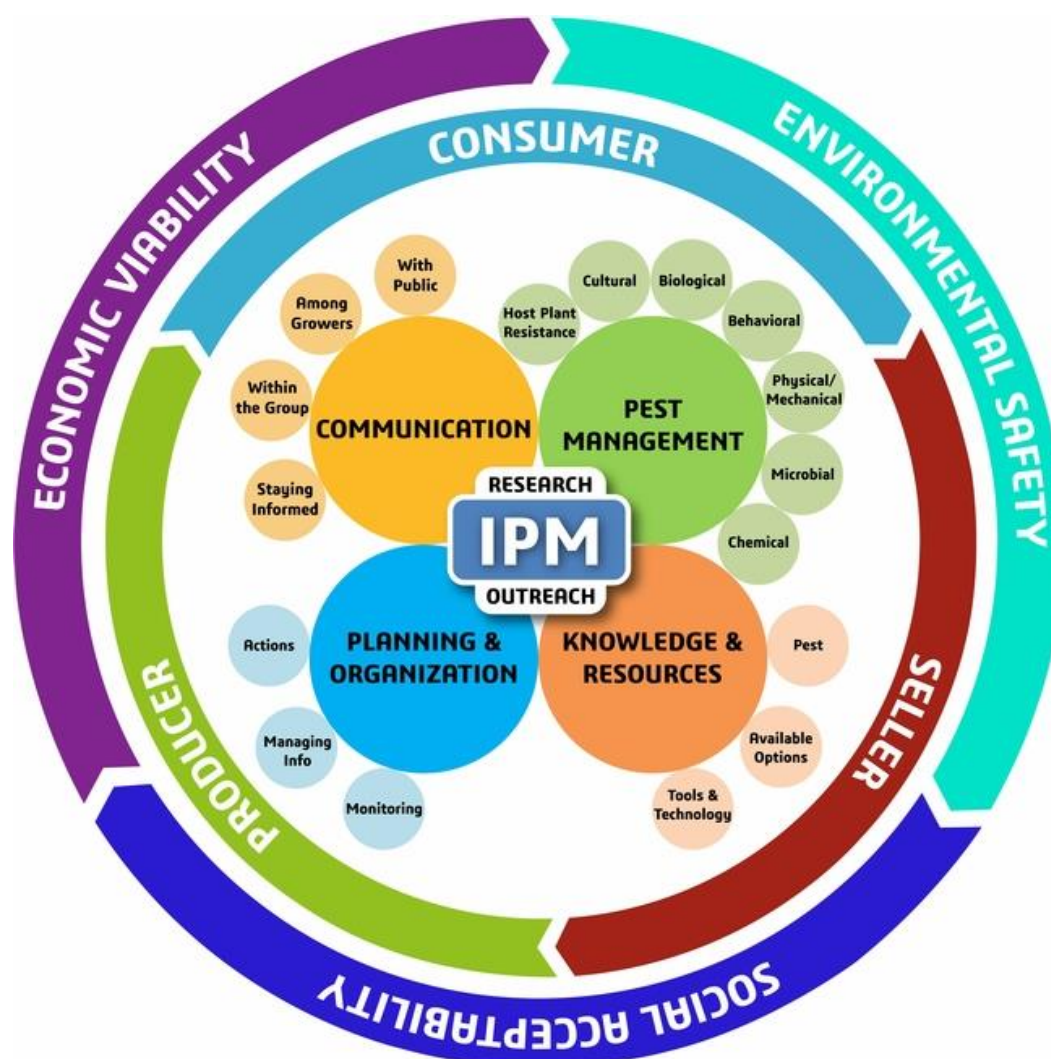 ECONOMIC VIABILITY
ENVIRONMENTAL SAFETY
SOCIAL ACCEPTABILITY
CONSUMER
SELLER
PRODUCER
With
Public
Among
Growers
Within
the Group
Staying
Informed
COMMUNICATION
Host Plant
Resistance
Cultural
Biological
Behavioral
Physical/
Mechanical
Microbial
Chemical
PEST
MANAGEMENT
RESEARCH
IPM
OUTREACH
PLANNING &
ORGANIZATION
Actions
Managing
Info
Monitoring
KNOWLEDGE &
RESOURCES
Pest
Available
Options
Tools &
Technology